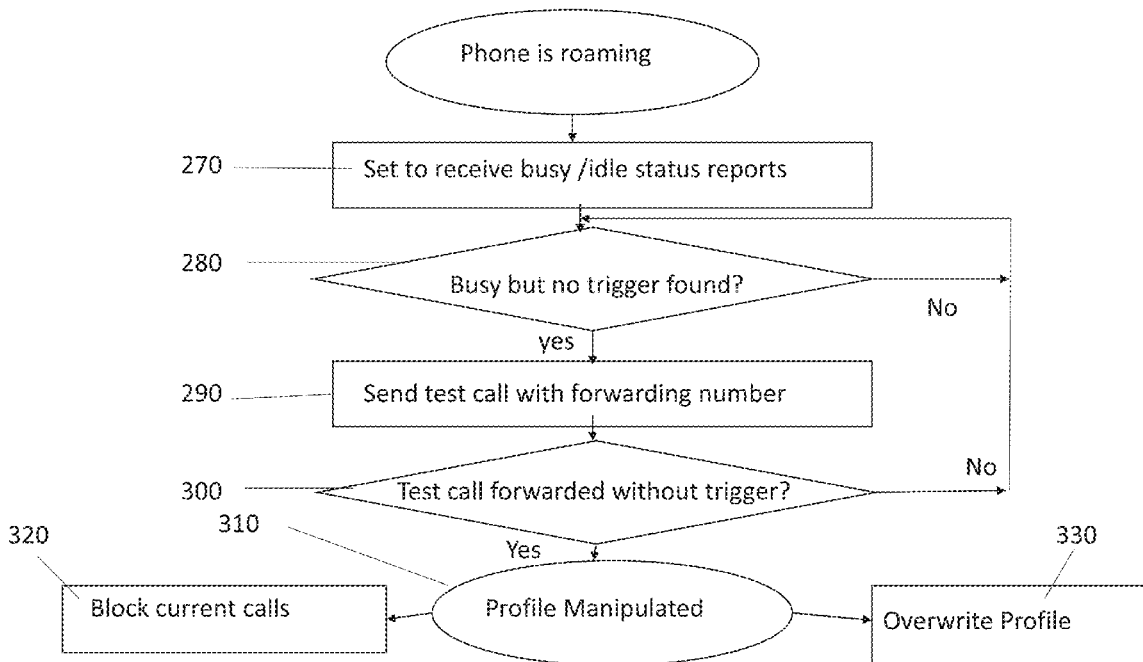 Phone is roaming
270
Set to receive busy /idle status reports
280
Busy but no trigger found?
No
yes
290
Send test call with forwarding number
No
300
Test call forwarded without trigger?
310
320
Yes
330
Block current calls
Profile Manipulated
Overwrite Profile